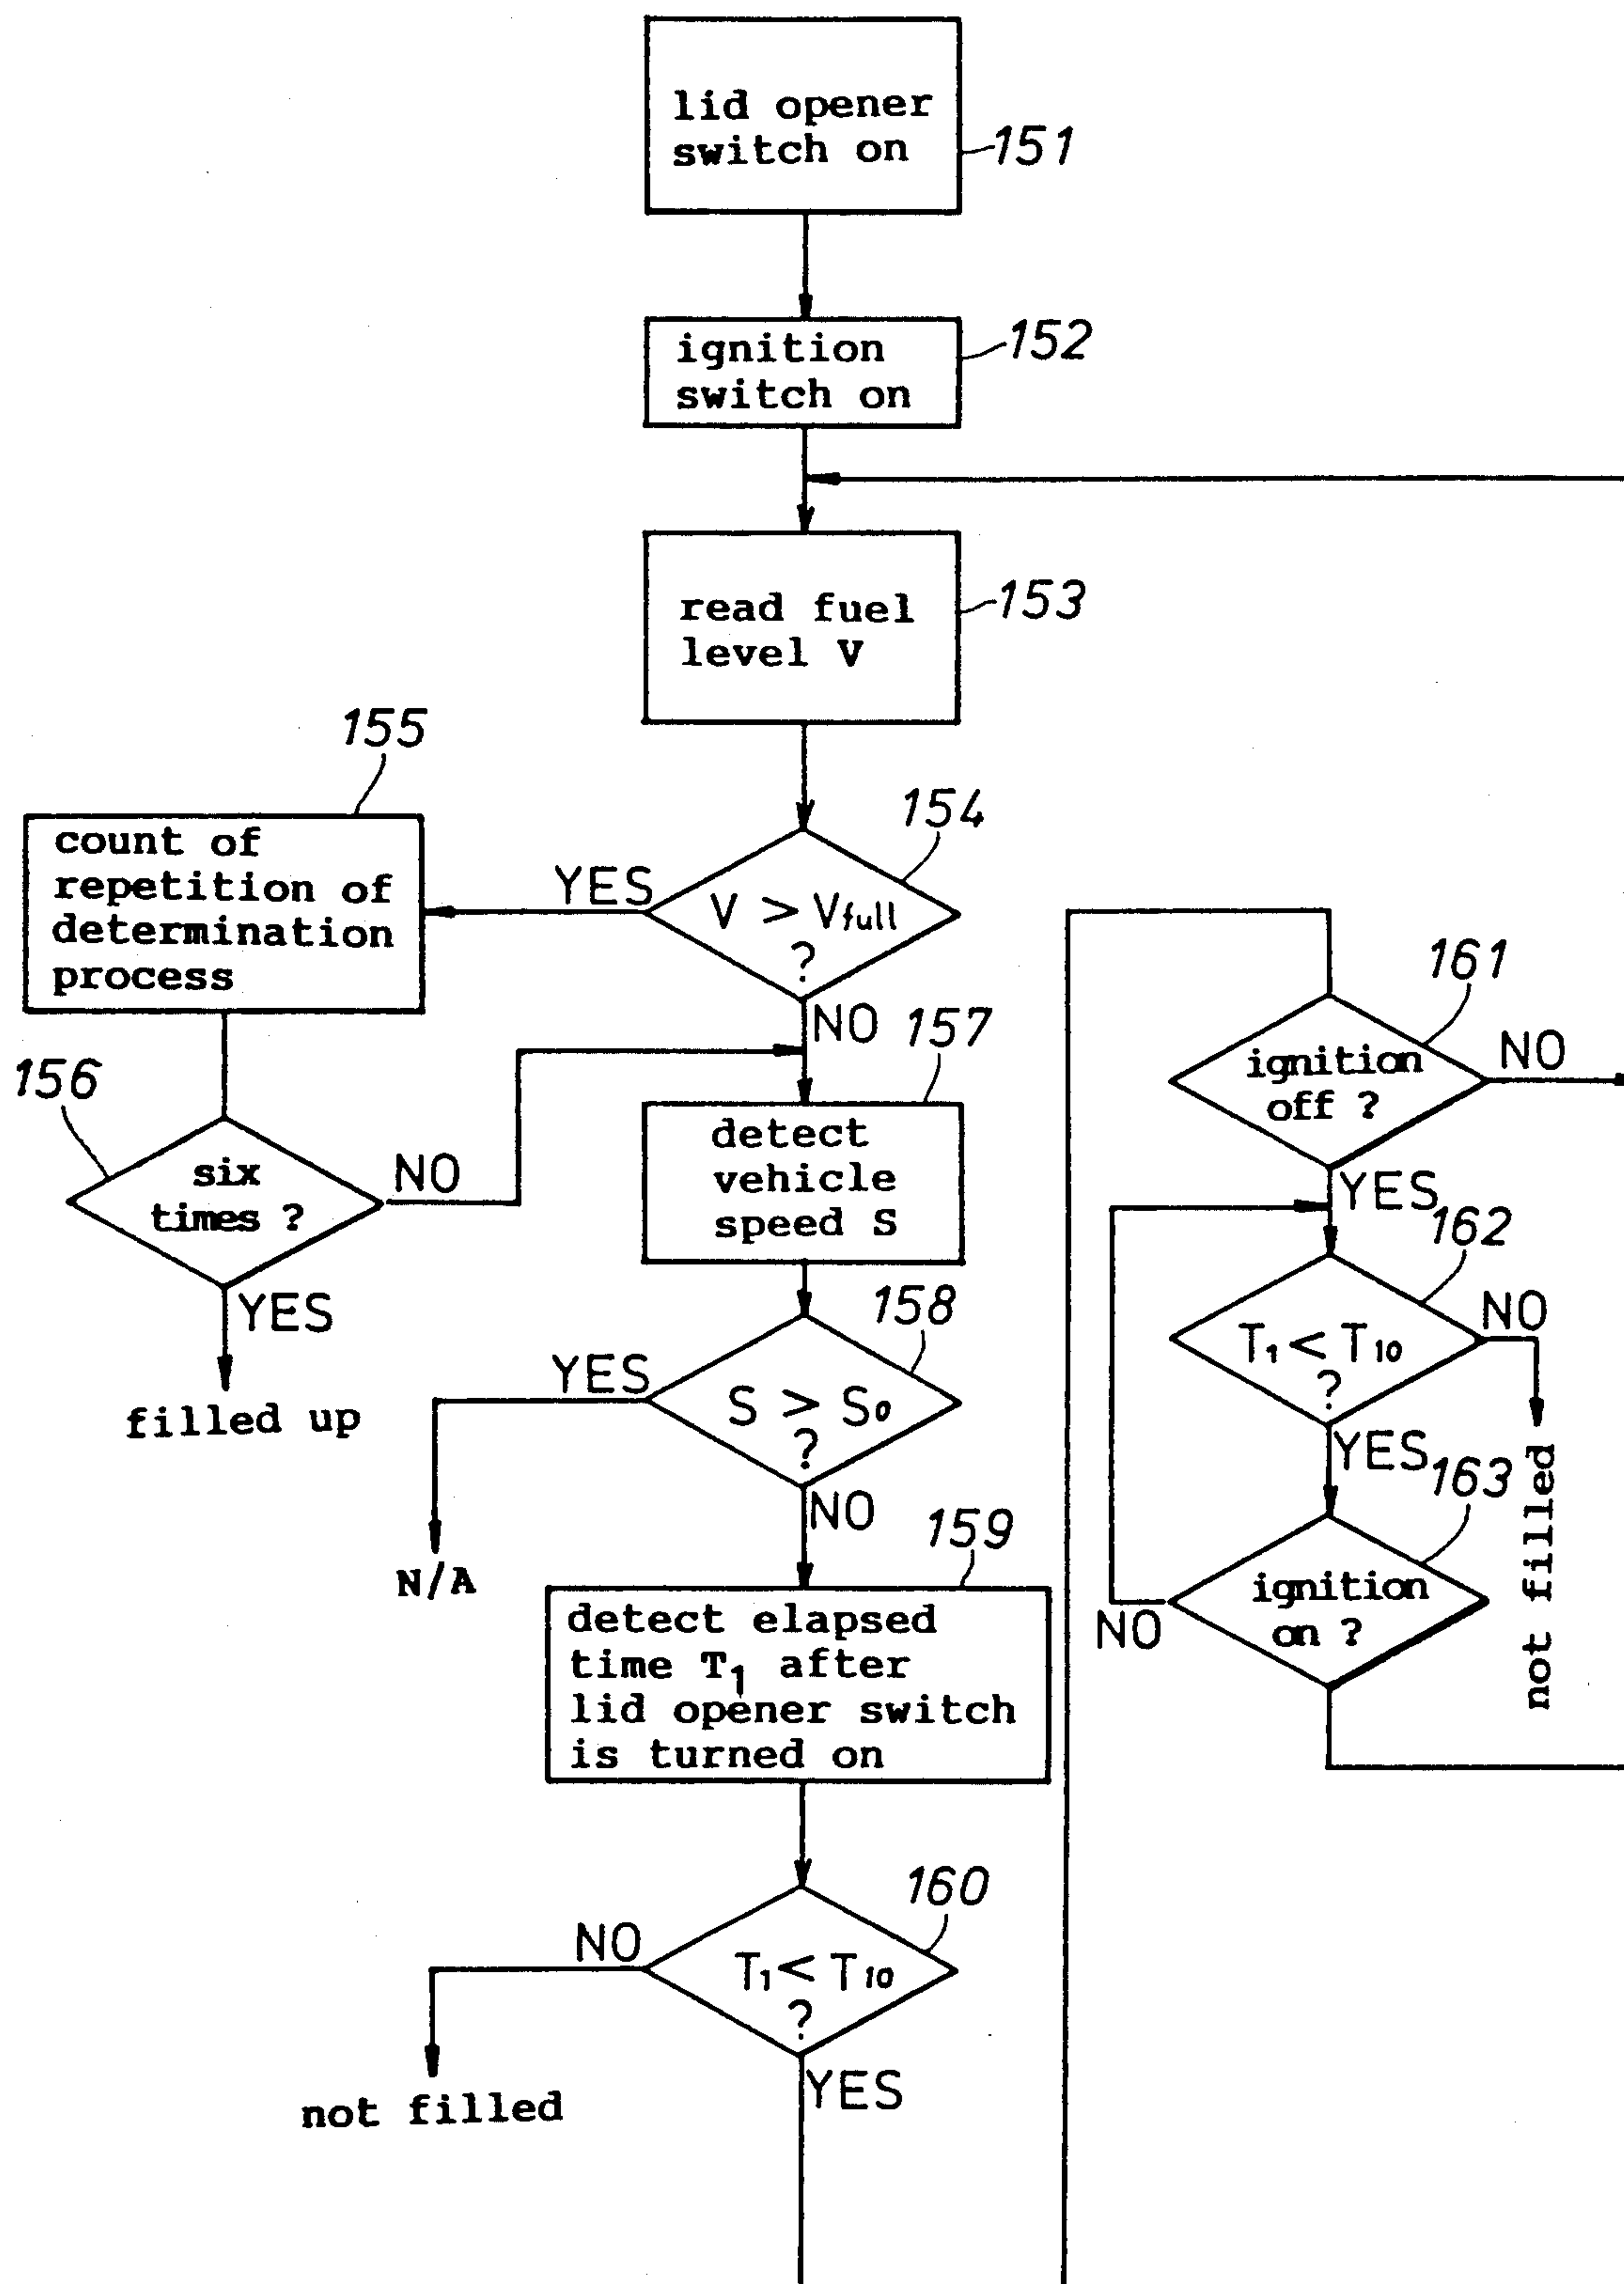 lid opener
switch on
151
ignition
switch on
152
read fuel
level V
153
154
V > Vfull
?
YES
NO
155
count of
repetition of
determination
process
156
six
times ?
NO
YES
filled up
157
detect
vehicle
speed S
158
S > S0
?
YES
N/A
NO
159
detect elapsed
time T1 after
lid opener switch
is turned on
160
T1 < T10
?
NO
not filled
YES
161
ignition
off ?
NO
YES
162
T1 < T10
?
NO
not filled
YES
163
ignition
on ?
NO